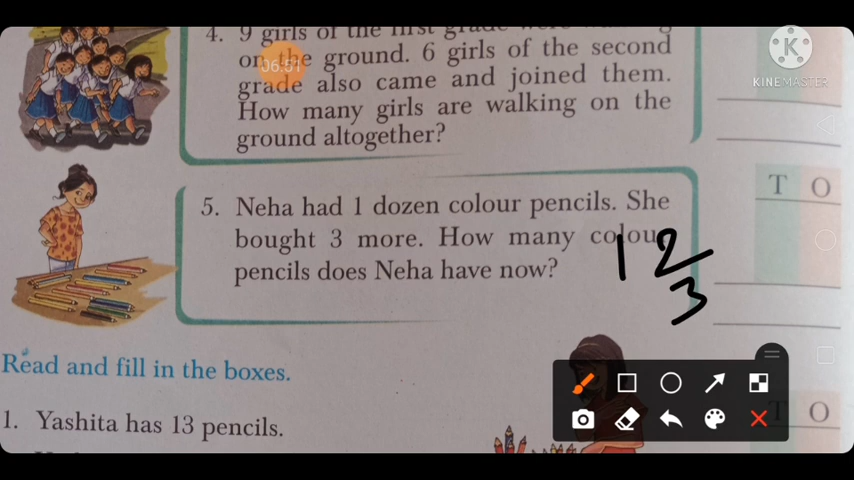 4. 9 girls of the first grade were
on the ground. 6 girls of the second
grade also came and joined them.
How many girls are walking on the
ground altogether?
06:51
KINEMASTER
5. Neha had 1 dozen colour pencils. She
bought 3 more. How many colour
pencils does Neha have now?
T O
12
3
Read and fill in the boxes.
1. Yashita has 13 pencils.
T O